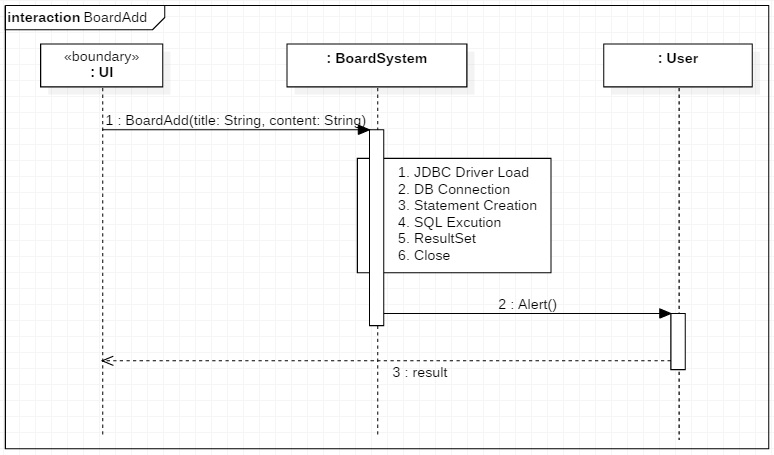 interaction BoardAdd
«boundary»
: UI
: BoardSystem
: User
1 : BoardAdd(title: String, content: String)
1. JDBC Driver Load
2. DB Connection
3. Statement Creation
4. SQL Excution
5. ResultSet
6. Close
2 : Alert()
3 : result